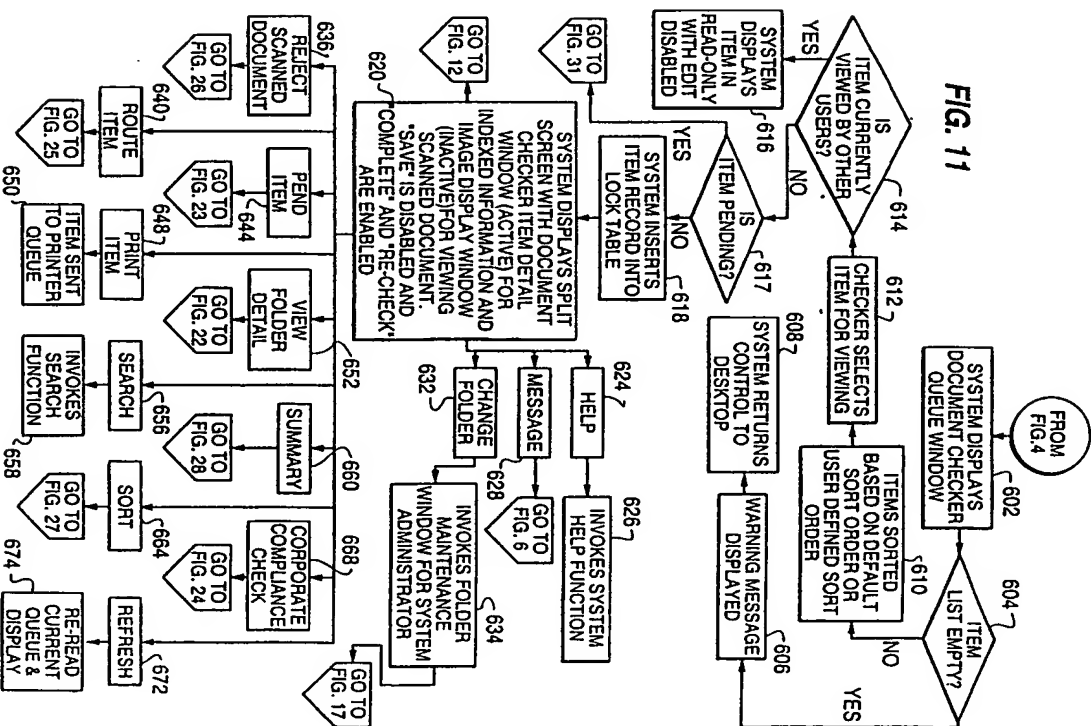 FIG. 11
FROM
FIG.4
602
SYSTEM DISPLAYS
DOCUMENT CHECKER
QUEUE WINDOW
604
ITEM
LIST EMPTY?
YES
NO
606
WARNING MESSAGE
DISPLAYED
608
SYSTEM RETURNS
CONTROL TO
DESKTOP
610
ITEMS SORTED
BASED ON DEFAULT
SORT ORDER OR
USER DEFINED SORT
ORDER
612
CHECKER SELECTS
ITEM FOR VIEWING
614
IS
ITEM CURRENTLY
VIEWED BY OTHER
USERS?
YES
NO
SYSTEM
DISPLAYS
ITEM IN
READ-ONLY
WITH EDIT
DISABLED
616
617
IS
ITEM PENDING?
YES
NO
GO TO
FIG. 31
618
SYSTEM INSERTS
ITEM RECORD INTO
LOCK TABLE
GO TO
FIG. 12
620
SYSTEM DISPLAYS SPLIT
SCREEN WITH DOCUMENT
CHECKER ITEM DETAIL
WINDOW (ACTIVE) FOR
INDEXED INFORMATION AND
IMAGE DISPLAY WINDOW
(INACTIVE)FOR VIEWING
SCANNED DOCUMENT.
"SAVE" IS DISABLED AND
"COMPLETE" AND "RE-CHECK"
ARE ENABLED
624
HELP
626
INVOKES SYSTEM
HELP FUNCTION
MESSAGE
628
GO TO
FIG. 6
632
CHANGE
FOLDER
634
INVOKES FOLDER
MAINTENANCE
WINDOW FOR SYSTEM
ADMINISTRATOR
GO TO
FIG. 17
636
REJECT
SCANNED
DOCUMENT
GO TO
FIG. 26
640
ROUTE
ITEM
GO TO
FIG. 25
PEND
ITEM
644
GO TO
FIG. 23
648
PRINT
ITEM
650
ITEM SENT
TO PRINTER
QUEUE
VIEW
FOLDER
DETAIL
652
GO TO
FIG. 22
656
SEARCH
INVOKES
SEARCH
FUNCTION
658
660
SUMMARY
GO TO
FIG. 28
664
SORT
GO TO
FIG. 27
668
CORPORATE
COMPLIANCE
CHECK
GO TO
FIG. 24
REFRESH
672
674
RE-READ
CURRENT
QUEUE &
DISPLAY